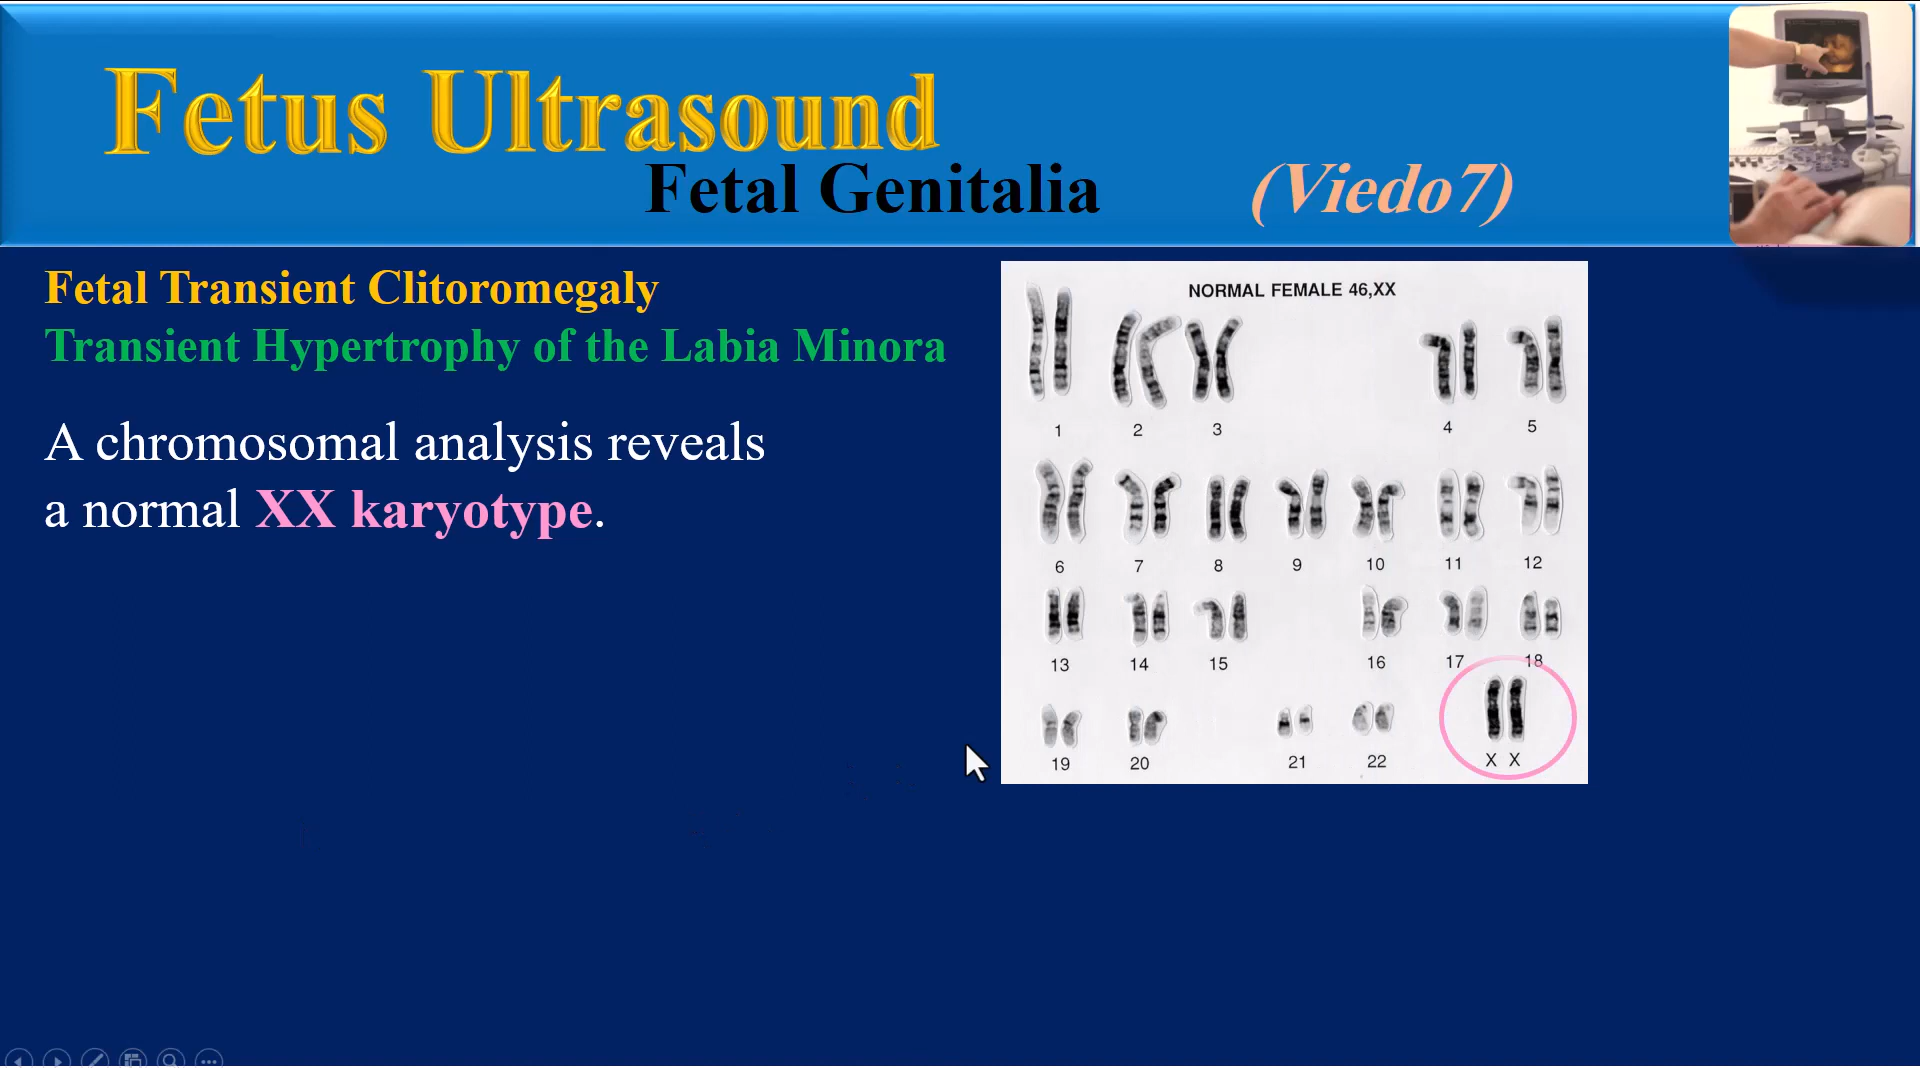 Fetus Ultrasound
Fetal Genitalia (Viedo7)
Fetal Transient Clitoromegaly
Transient Hypertrophy of the Labia Minora
A chromosomal analysis reveals
a normal XX karyotype.
NORMAL FEMALE 46,XX
1 2 3 4 5
6 7 8 9 10 11 12
13 14 15 16 17 18
19 20 21 22 X X